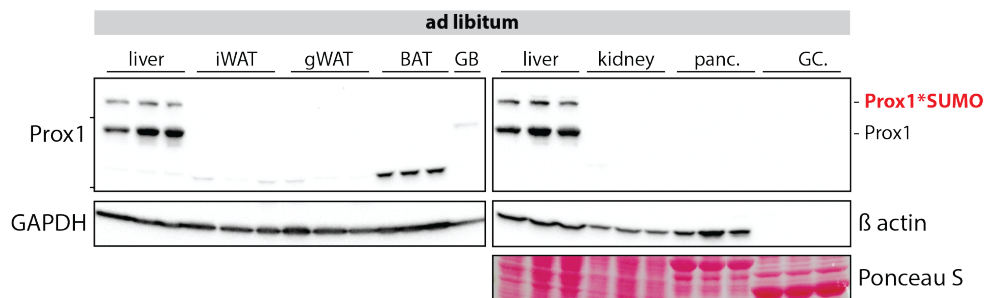 ad libitum
liver iWAT gWAT BAT GB liver kidney panc. GC.
- Prox1*SUMO
Prox1 - Prox1
GAPDH ß actin
Ponceau S